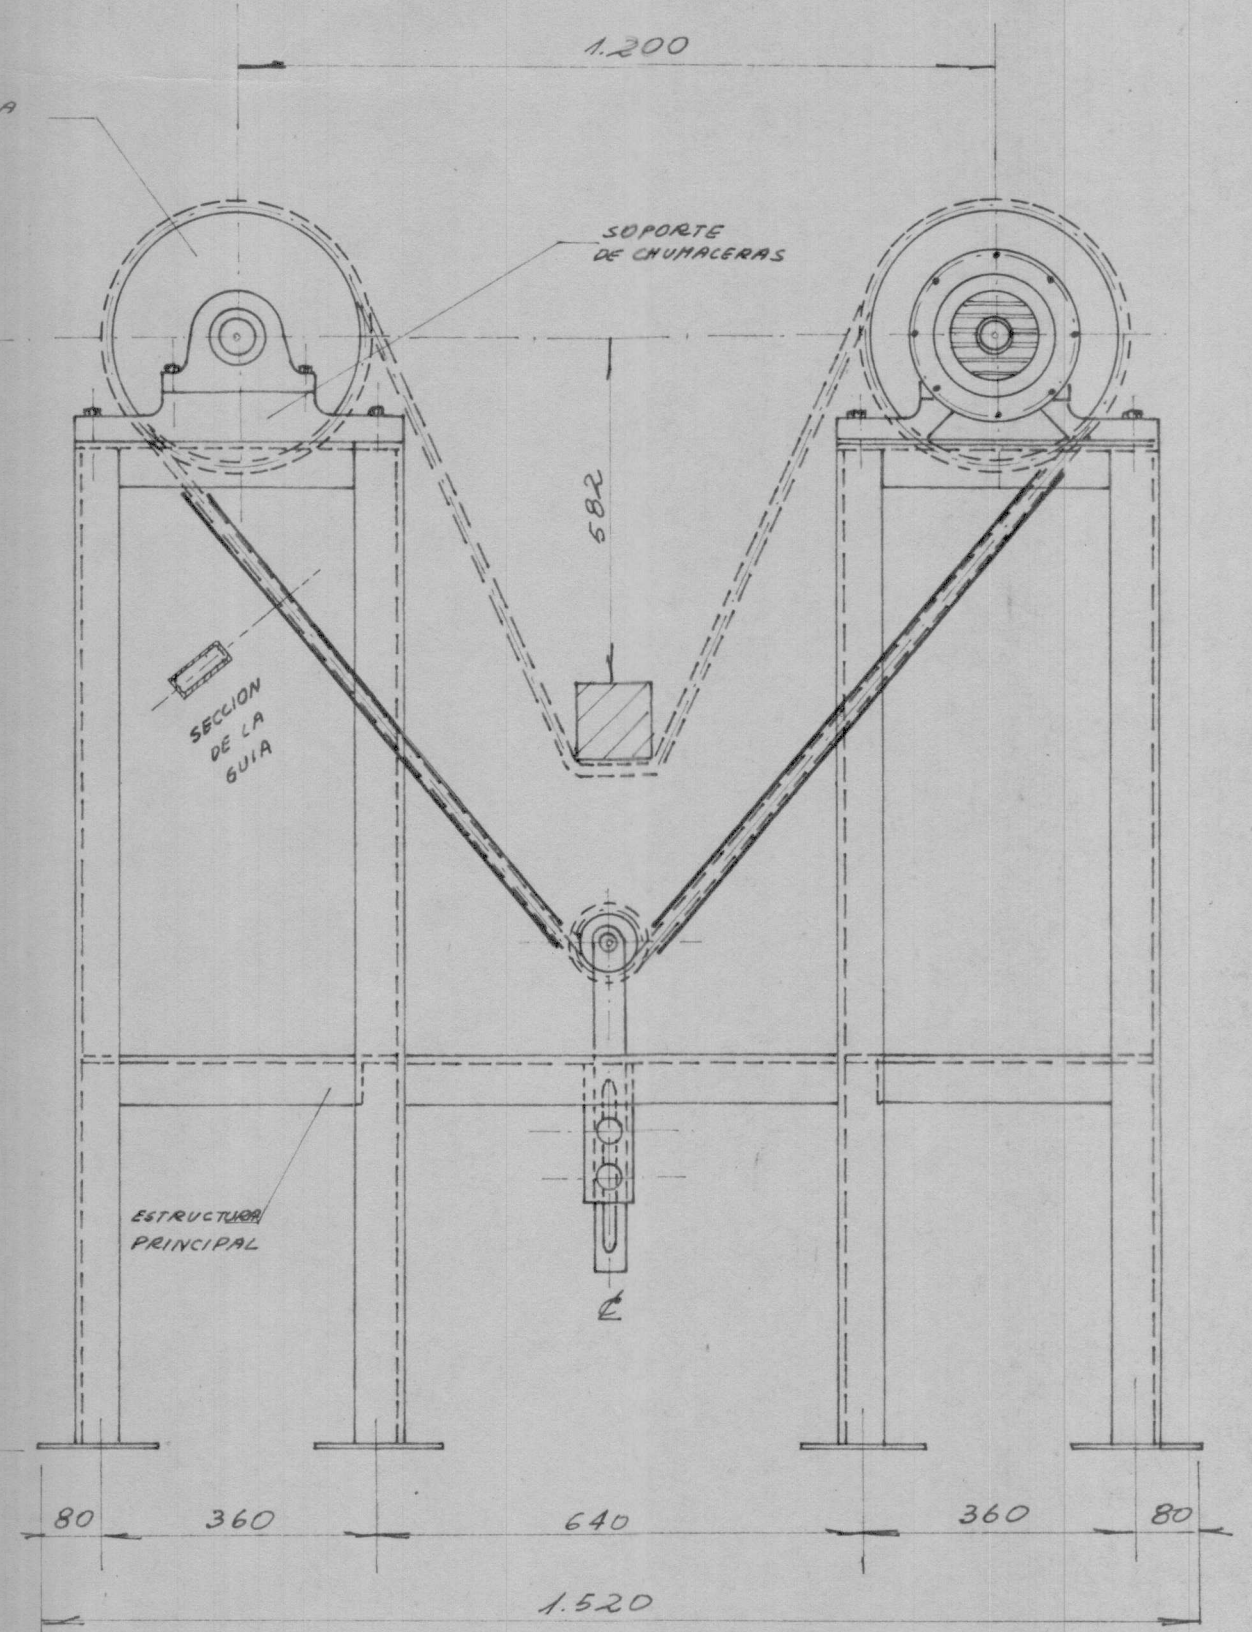 1.200
A
SOPORTE
DE CHUMACERAS
582
SECCION
DE LA
GUIA
ESTRUCTURA
PRINCIPAL
℄
80 360 640 360 80
1.520